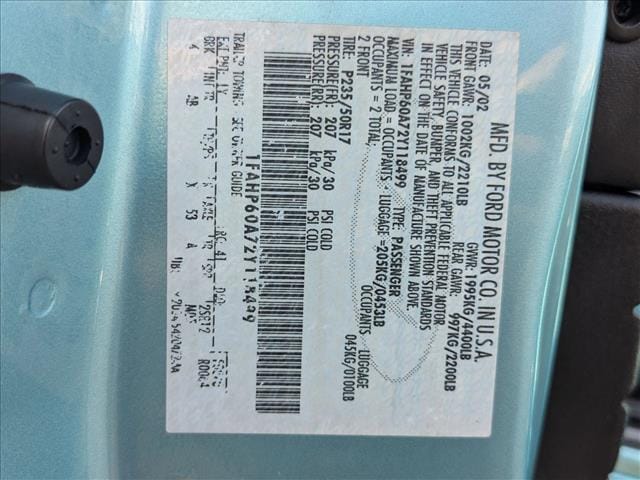 MFD. BY FORD MOTOR CO. IN U.S.A.
DATE: 05/02 GVWR: 1995KG/4400LB
FRONT GAWR: 1002KG/2210LB REAR GAWR: 997KG/2200LB
THIS VEHICLE CONFORMS TO ALL APPLICABLE FEDERAL MOTOR
VEHICLE SAFETY, BUMPER, AND THEFT PREVENTION STANDARDS
IN EFFECT ON THE DATE OF MANUFACTURE SHOWN ABOVE.
VIN: 1FAHP60A72Y118499 TYPE: PASSENGER
MAXIMUM LOAD = OCCUPANTS + LUGGAGE =205KG/0453LB
OCCUPANTS = 2 TOTAL: OCCUPANTS LUGGAGE
2 FRONT 045KG/0100LB
TIRE: P235/50R17
PRESSURE(FR) 207 kPa/30 PSI COLD
PRESSURE(RR) 207 kPa/30 PSI COLD
TRAILER TOWING- SEE OWNER GUIDE
1FAHP60A72Y118499